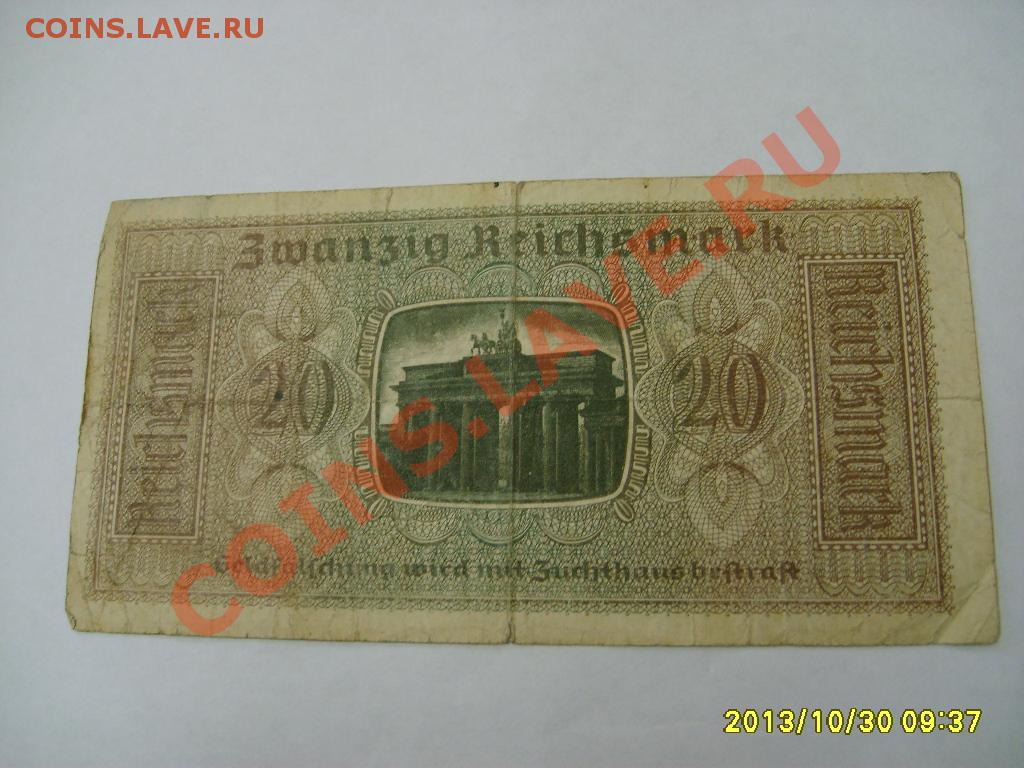 COINS.LAVE.RU
Zwanzig Reichsmark
Reichsmark
20
20
Reichsmark
Geldfälschung wird mit Zuchthaus bestraft
COINS.LAVE.RU
2013/10/30 09:37